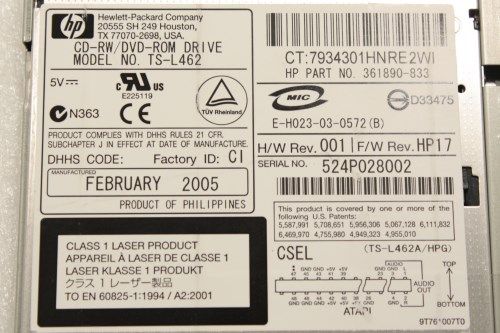 hp
Hewlett-Packard Company
20555 SH 249 Houston,
TX 77070-2698, USA.
CD-RW/DVD-ROM DRIVE
MODEL NO. TS-L462
5V
E225119
N363
TÜV Rheinland
PRODUCT COMPLIES WITH DHHS RULES 21 CFR.
SUBCHAPTER J IN EFFECT AT DATE OF MANUFACTURE.
DHHS CODE: Factory ID: CI
MANUFACTURED
FEBRUARY 2005
PRODUCT OF PHILIPPINES
CLASS 1 LASER PRODUCT
APPAREIL À LASER DE CLASSE 1
LASER KLASSE 1 PRODUKT
クラス 1 レーザー製品
TO EN 60825-1:1994 / A2:2001
CT:7934301HNRE2WI
HP PART NO. 361890-833
MIC
D33475
E-H023-03-0572(B)
H/W Rev. 001 F/W Rev. HP17
SERIAL NO. 524P028002
This product is covered by one or more of the
following patents:
5,587,991 5,708,651 5,956,306 5,067,128 6,111,832
6,469,970 4,755,980 4,949,323 4,455,010
CSEL (TS-L462A/HPG)
AUDIO
ATAPI
TOP
BOTTOM
9T76*007T0